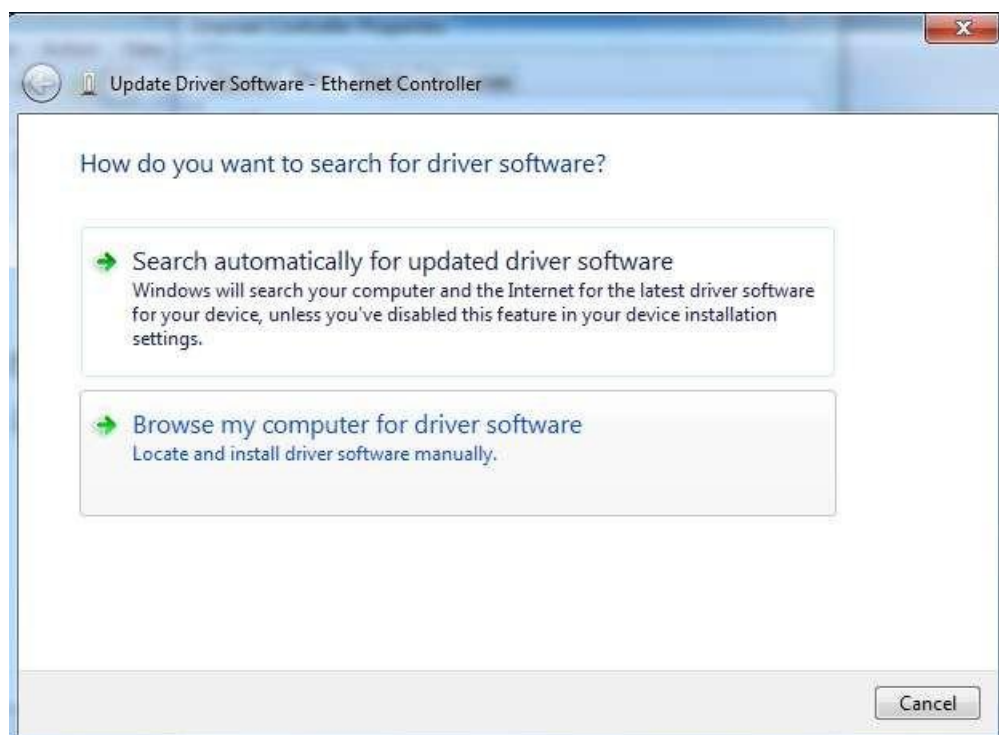 Update Driver Software - Ethernet Controller
How do you want to search for driver software?
Search automatically for updated driver software
Windows will search your computer and the Internet for the latest driver software
for your device, unless you've disabled this feature in your device installation
settings.
Browse my computer for driver software
Locate and install driver software manually.
Cancel